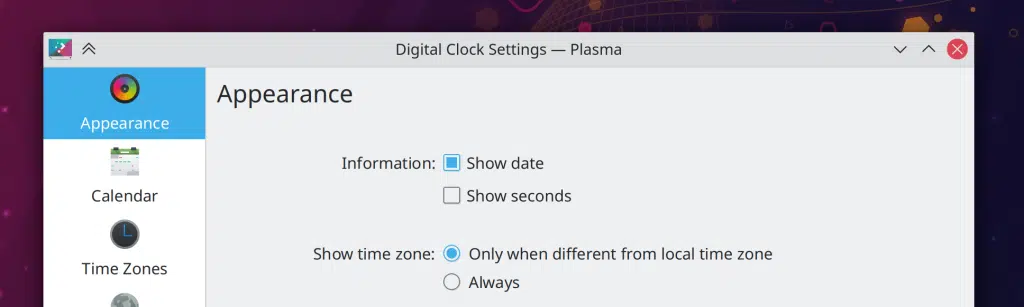 Digital Clock Settings — Plasma
Appearance
Appearance
Information: Show date
Show seconds
Calendar
Time Zones
Show time zone: Only when different from local time zone
Always